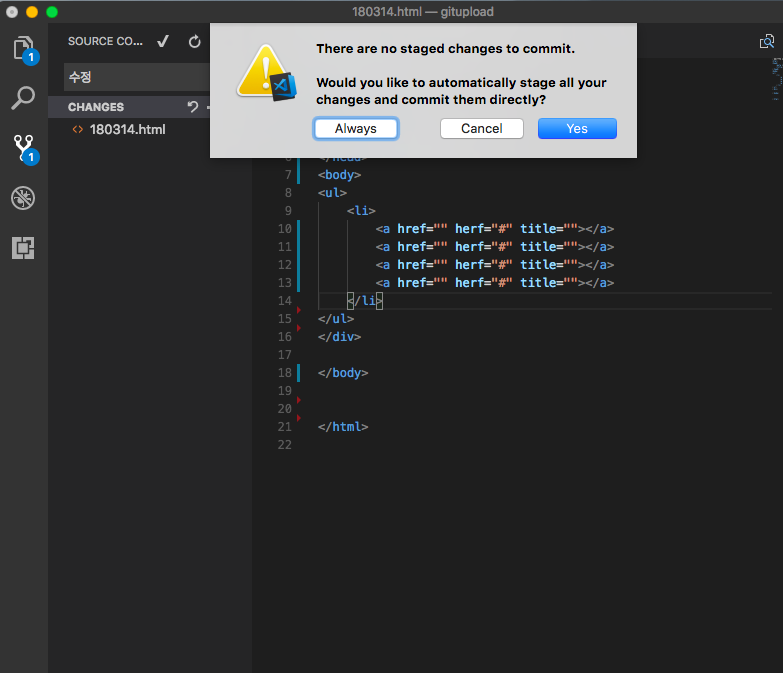 180314.html — gitupload
SOURCE CO...
1
수정
CHANGES
180314.html
1
There are no staged changes to commit.
Would you like to automatically stage all your
changes and commit them directly?
Always
Cancel
Yes
6 </head>
7 <body>
8 <ul>
9 <li>
10 <a href="" herf="#" title=""></a>
11 <a href="" herf="#" title=""></a>
12 <a href="" herf="#" title=""></a>
13 <a href="" herf="#" title=""></a>
14 </li>
15 </ul>
16 </div>
17
18 </body>
19
20
21 </html>
22